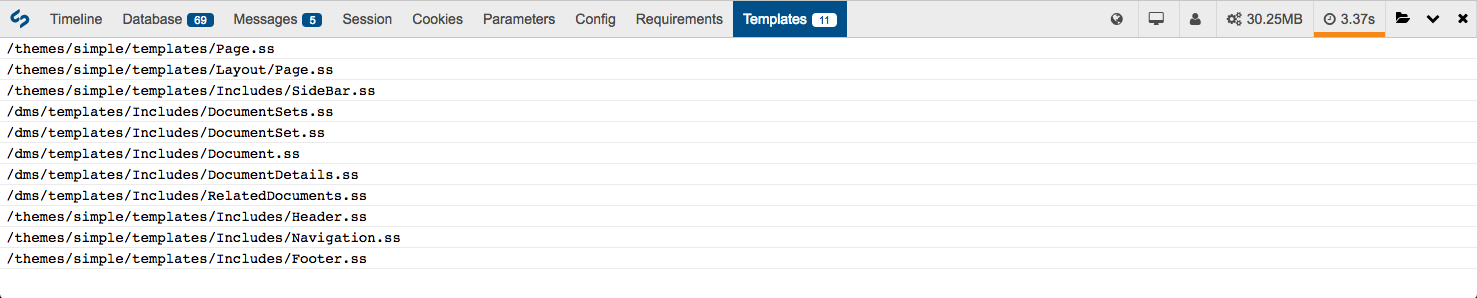 Timeline Database 69 Messages 5 Session Cookies Parameters Config Requirements Templates 11 30.25MB 3.37s
/themes/simple/templates/Page.ss
/themes/simple/templates/Layout/Page.ss
/themes/simple/templates/Includes/SideBar.ss
/dms/templates/Includes/DocumentSets.ss
/dms/templates/Includes/DocumentSet.ss
/dms/templates/Includes/Document.ss
/dms/templates/Includes/DocumentDetails.ss
/dms/templates/Includes/RelatedDocuments.ss
/themes/simple/templates/Includes/Header.ss
/themes/simple/templates/Includes/Navigation.ss
/themes/simple/templates/Includes/Footer.ss